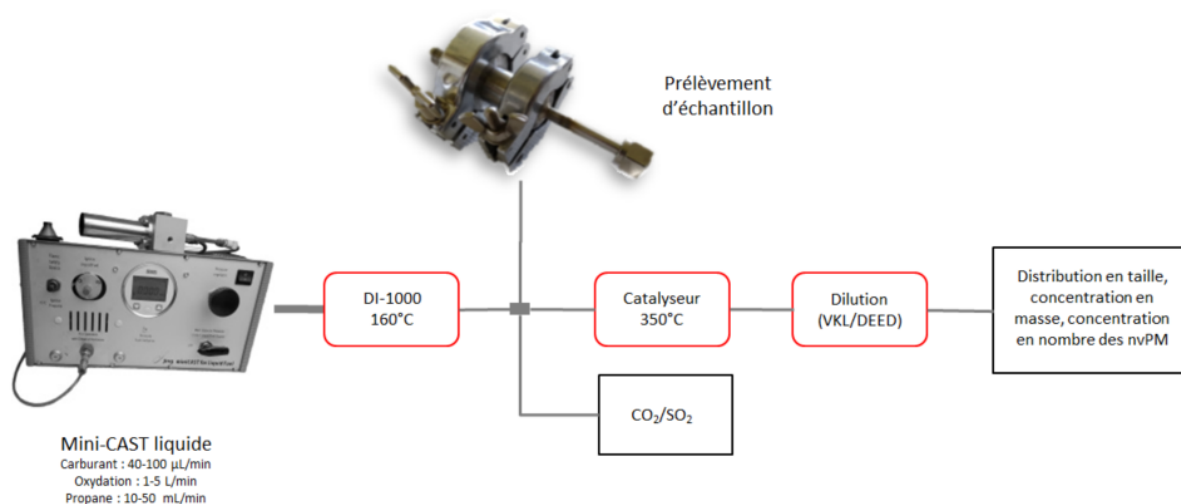 Prélèvement
d'échantillon
DI-1000
160°C
Catalyseur
350°C
Dilution
(VKL/DEED)
Distribution en taille,
concentration en
masse, concentration
en nombre des nvPM
CO₂/SO₂
Mini-CAST liquide
Carburant : 40-100 µL/min
Oxydation : 1-5 L/min
Propane : 10-50 mL/min